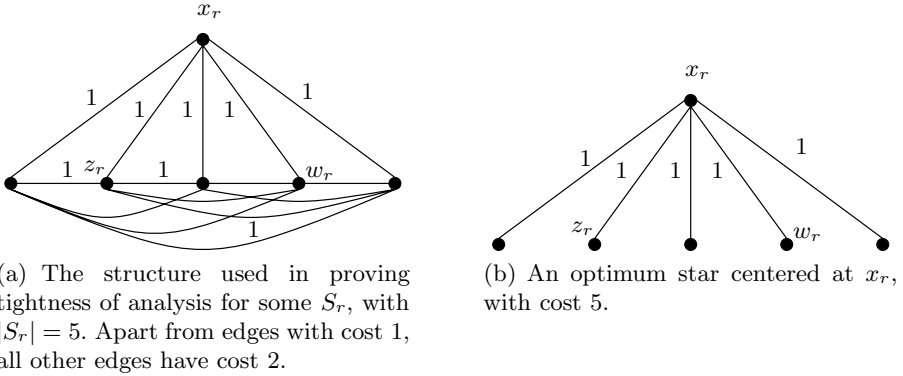 x_r
1
1
1
1
1
1
z_r
1
w_r
1
(a) The structure used in proving
tightness of analysis for some S_r, with
|S_r| = 5. Apart from edges with cost 1,
all other edges have cost 2.
x_r
1
1
1
1
1
z_r
w_r
(b) An optimum star centered at x_r,
with cost 5.